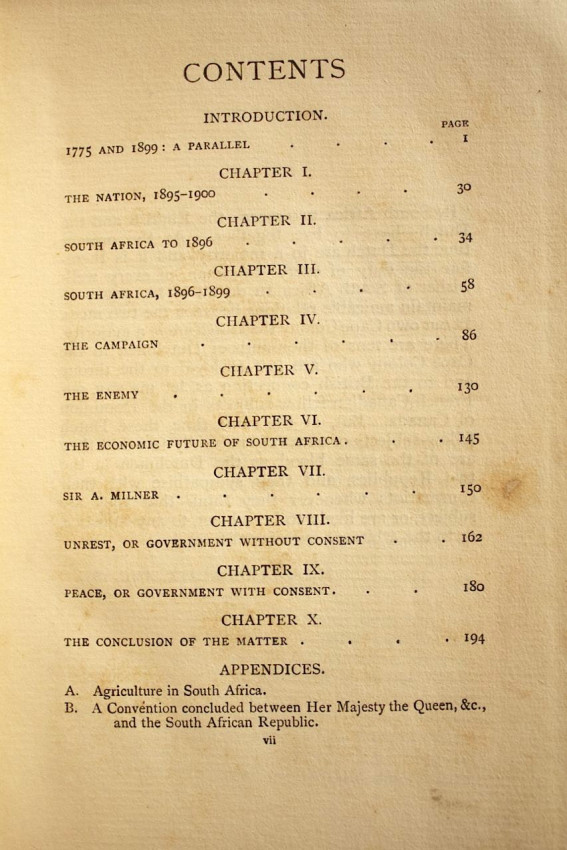 CONTENTS
INTRODUCTION.
PAGE
1775 AND 1899: A PARALLEL . . . . 1
CHAPTER I.
THE NATION, 1895-1900 . . . . 30
CHAPTER II.
SOUTH AFRICA TO 1896 . . . . . 34
CHAPTER III.
SOUTH AFRICA, 1896-1899 . . . . 58
CHAPTER IV.
THE CAMPAIGN . . . . . . 86
CHAPTER V.
THE ENEMY . . . . . . 130
CHAPTER VI.
THE ECONOMIC FUTURE OF SOUTH AFRICA . . . 145
CHAPTER VII.
SIR A. MILNER . . . . . . 150
CHAPTER VIII.
UNREST, OR GOVERNMENT WITHOUT CONSENT . . 162
CHAPTER IX.
PEACE, OR GOVERNMENT WITH CONSENT . . . 180
CHAPTER X.
THE CONCLUSION OF THE MATTER . . . . 194
APPENDICES.
A. Agriculture in South Africa.
B. A Convention concluded between Her Majesty the Queen, &c.,
and the South African Republic.
vii